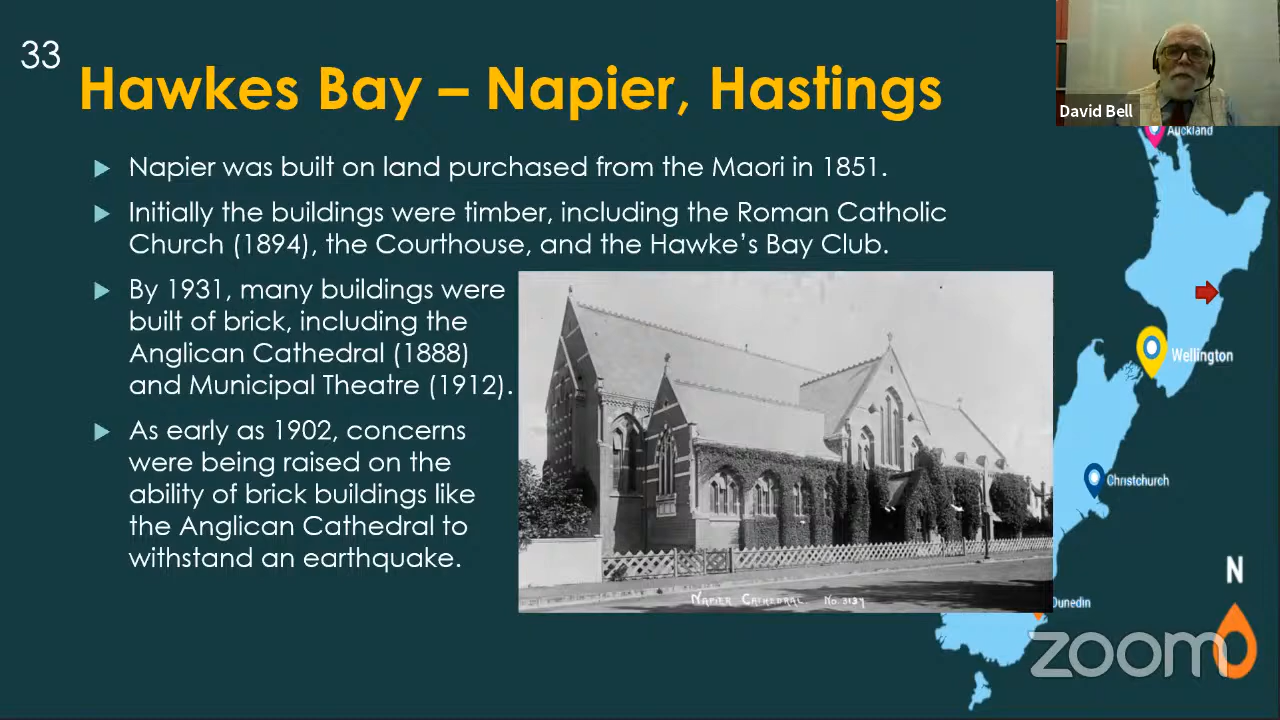 33
Hawkes Bay – Napier, Hastings
David Bell
Auckland
Napier was built on land purchased from the Maori in 1851.
Initially the buildings were timber, including the Roman Catholic
Church (1894), the Courthouse, and the Hawke's Bay Club.
By 1931, many buildings were
built of brick, including the
Anglican Cathedral (1888)
and Municipal Theatre (1912).
As early as 1902, concerns
were being raised on the
ability of brick buildings like
the Anglican Cathedral to
withstand an earthquake.
Wellington
Christchurch
N
NAPIER CATHEDRAL. No 3134
Dunedin
zoom